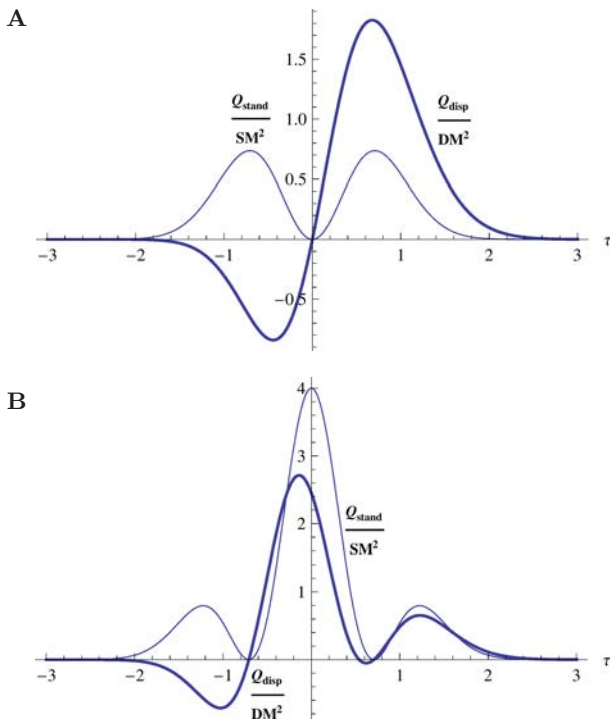 A
1.5
Q_stand / SM²
Q_disp / DM²
1.0
0.5
−3 −2 −1 1 2 3 τ
−0.5
B
4
3
Q_stand / SM²
2
1
−3 −2 −1 1 2 3 τ
Q_disp / DM²